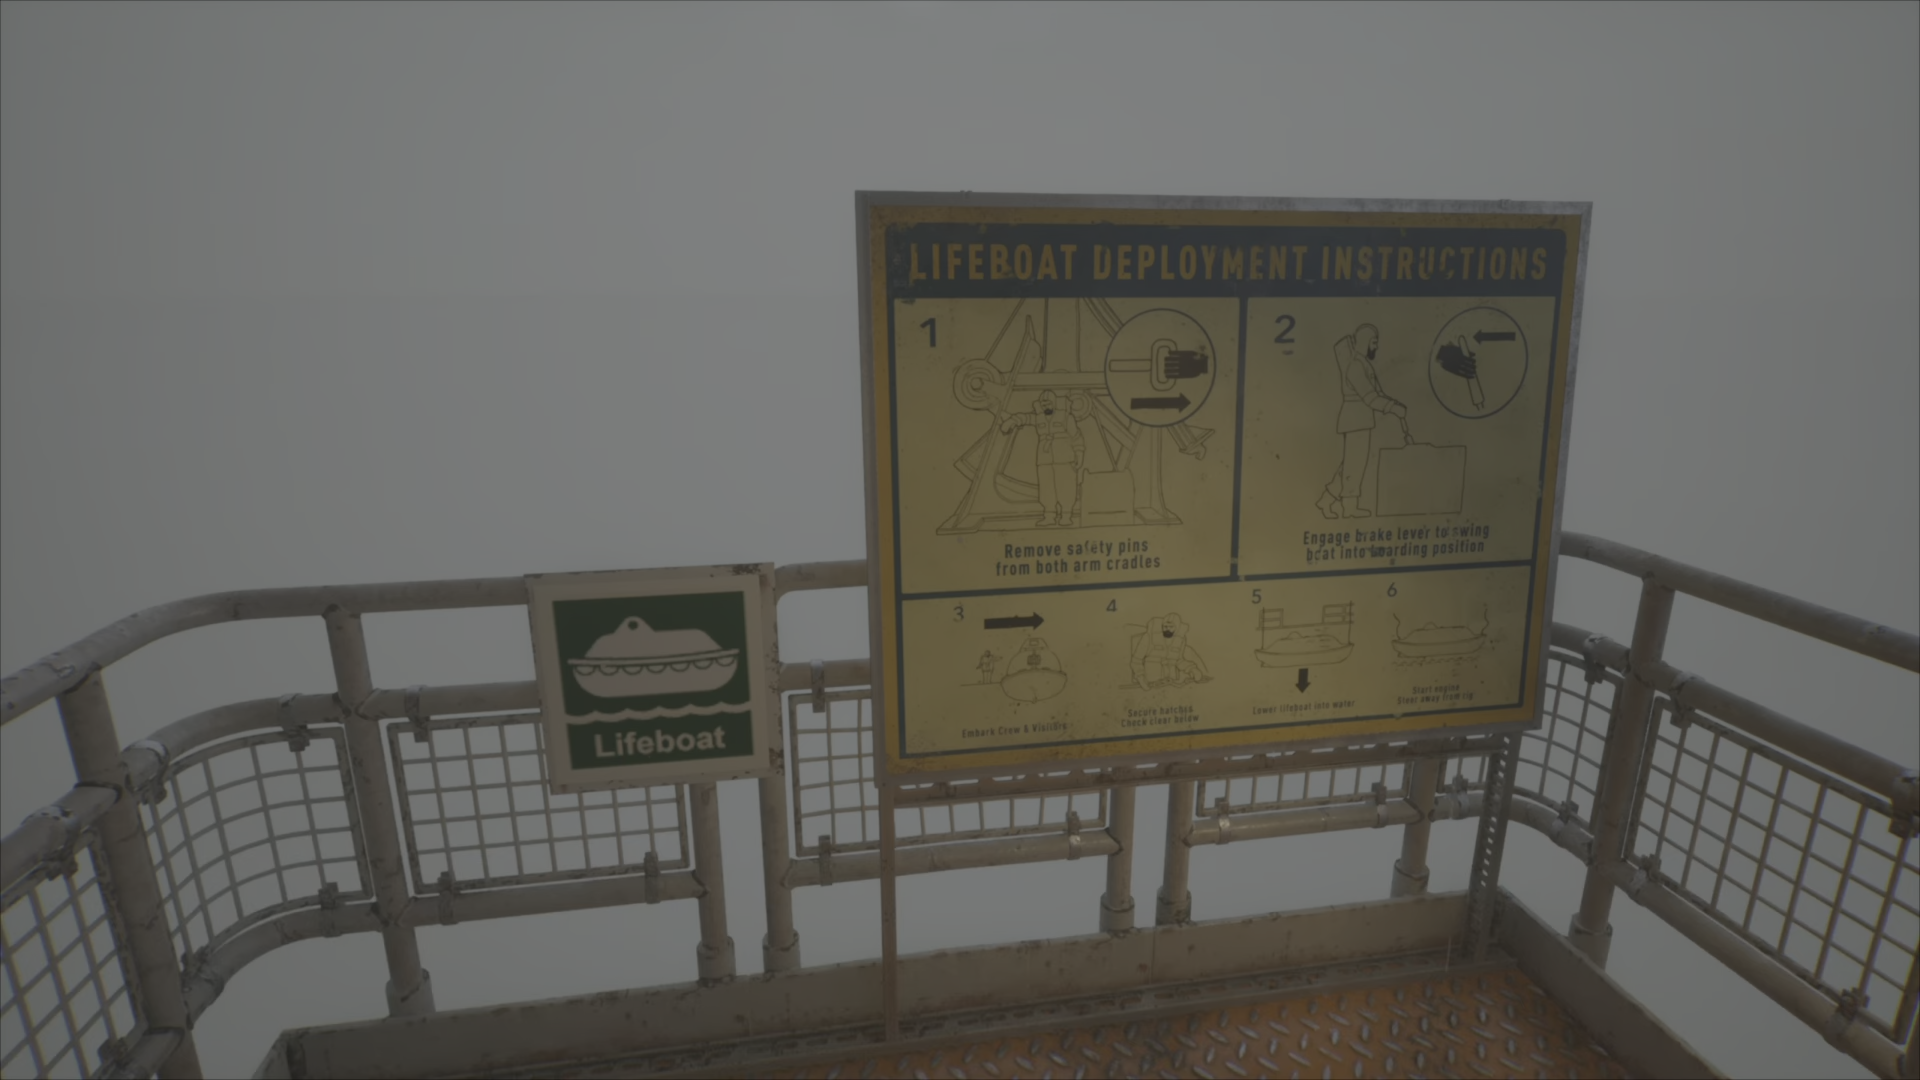 LIFEBOAT DEPLOYMENT INSTRUCTIONS
1
2
Remove safety pins
from both arm cradles
Engage brake lever to swing
boat into boarding position
3
4
5
6
Embark Crew & Visitors
Secure hatches
Check clear below
Lower lifeboat into water
Start engine
Steer away from rig
Lifeboat